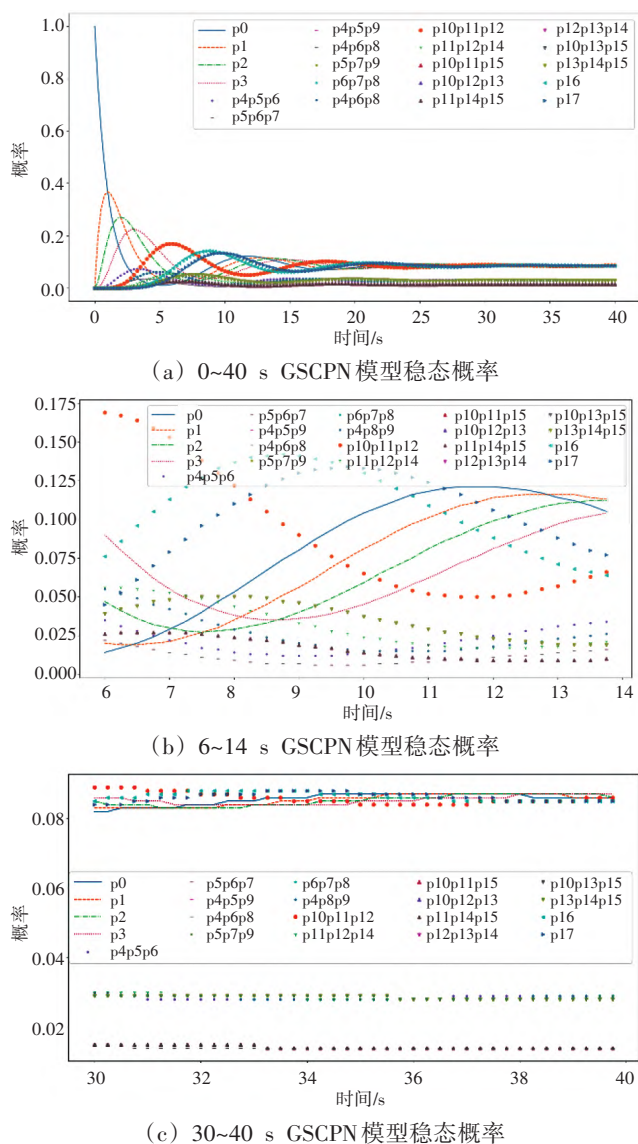 1.0
0.8
0.6
0.4
0.2
0.0
概率
p0 p4p5p9 p10p11p12 p12p13p14
p1 p4p6p8 p11p12p14 p10p13p15
p2 p5p7p9 p10p11p15 p13p14p15
p3 p6p7p8 p10p12p13 p16
p4p5p6 p4p6p8 p11p14p15 p17
p5p6p7
0 5 10 15 20 25 30 35 40
时间/s
(a) 0~40 s GSCPN模型稳态概率
0.175
0.150
0.125
0.100
0.075
0.050
0.025
0.000
概率
p0 p5p6p7 p6p7p8 p10p11p15 p10p13p15
p1 p4p5p9 p4p8p9 p10p12p13 p13p14p15
p2 p4p6p8 p10p11p12 p11p14p15 p16
p3 p5p7p9 p11p12p14 p12p13p14 p17
p4p5p6
6 7 8 9 10 11 12 13 14
时间/s
(b) 6~14 s GSCPN模型稳态概率
0.08
0.06
0.04
0.02
概率
p0 p5p6p7 p6p7p8 p10p11p15 p10p13p15
p1 p4p5p9 p4p8p9 p10p12p13 p13p14p15
p2 p4p6p8 p10p11p12 p11p14p15 p16
p3 p5p7p9 p11p12p14 p12p13p14 p17
p4p5p6
30 32 34 36 38 40
时间/s
(c) 30~40 s GSCPN模型稳态概率